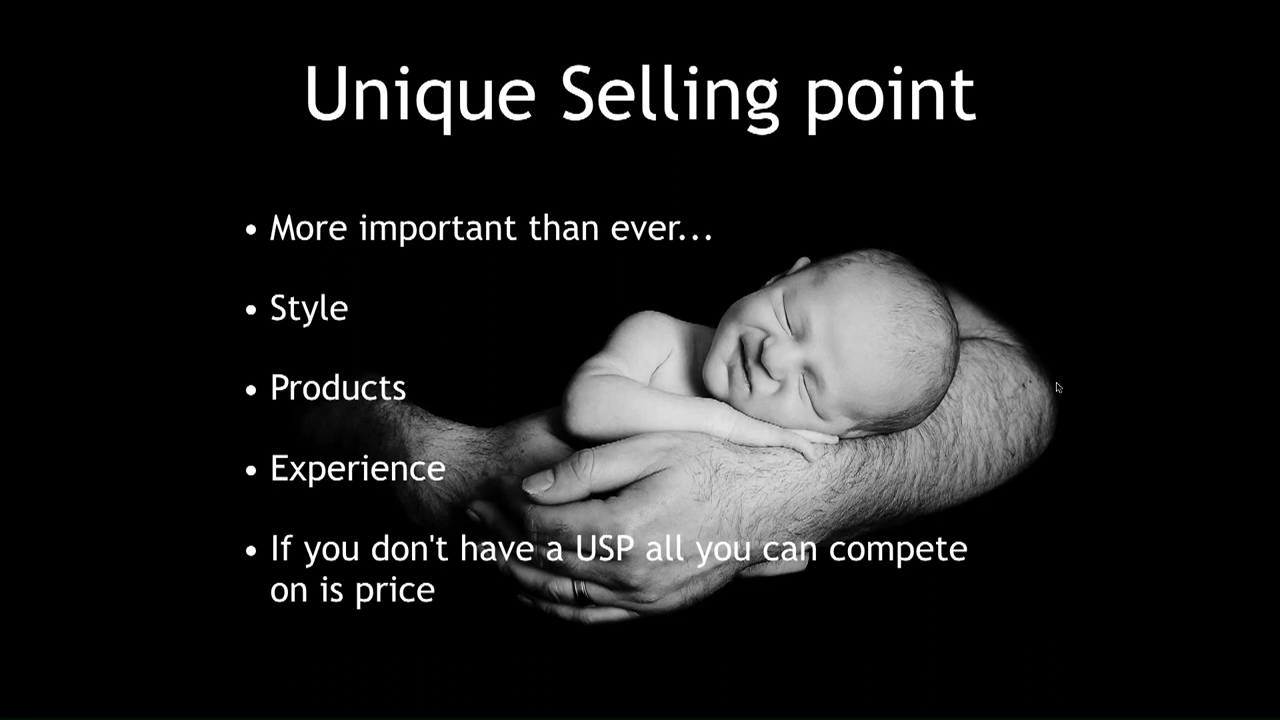 Unique Selling point
• More important than ever...
• Style
• Products
• Experience
• If you don't have a USP all you can compete
on is price